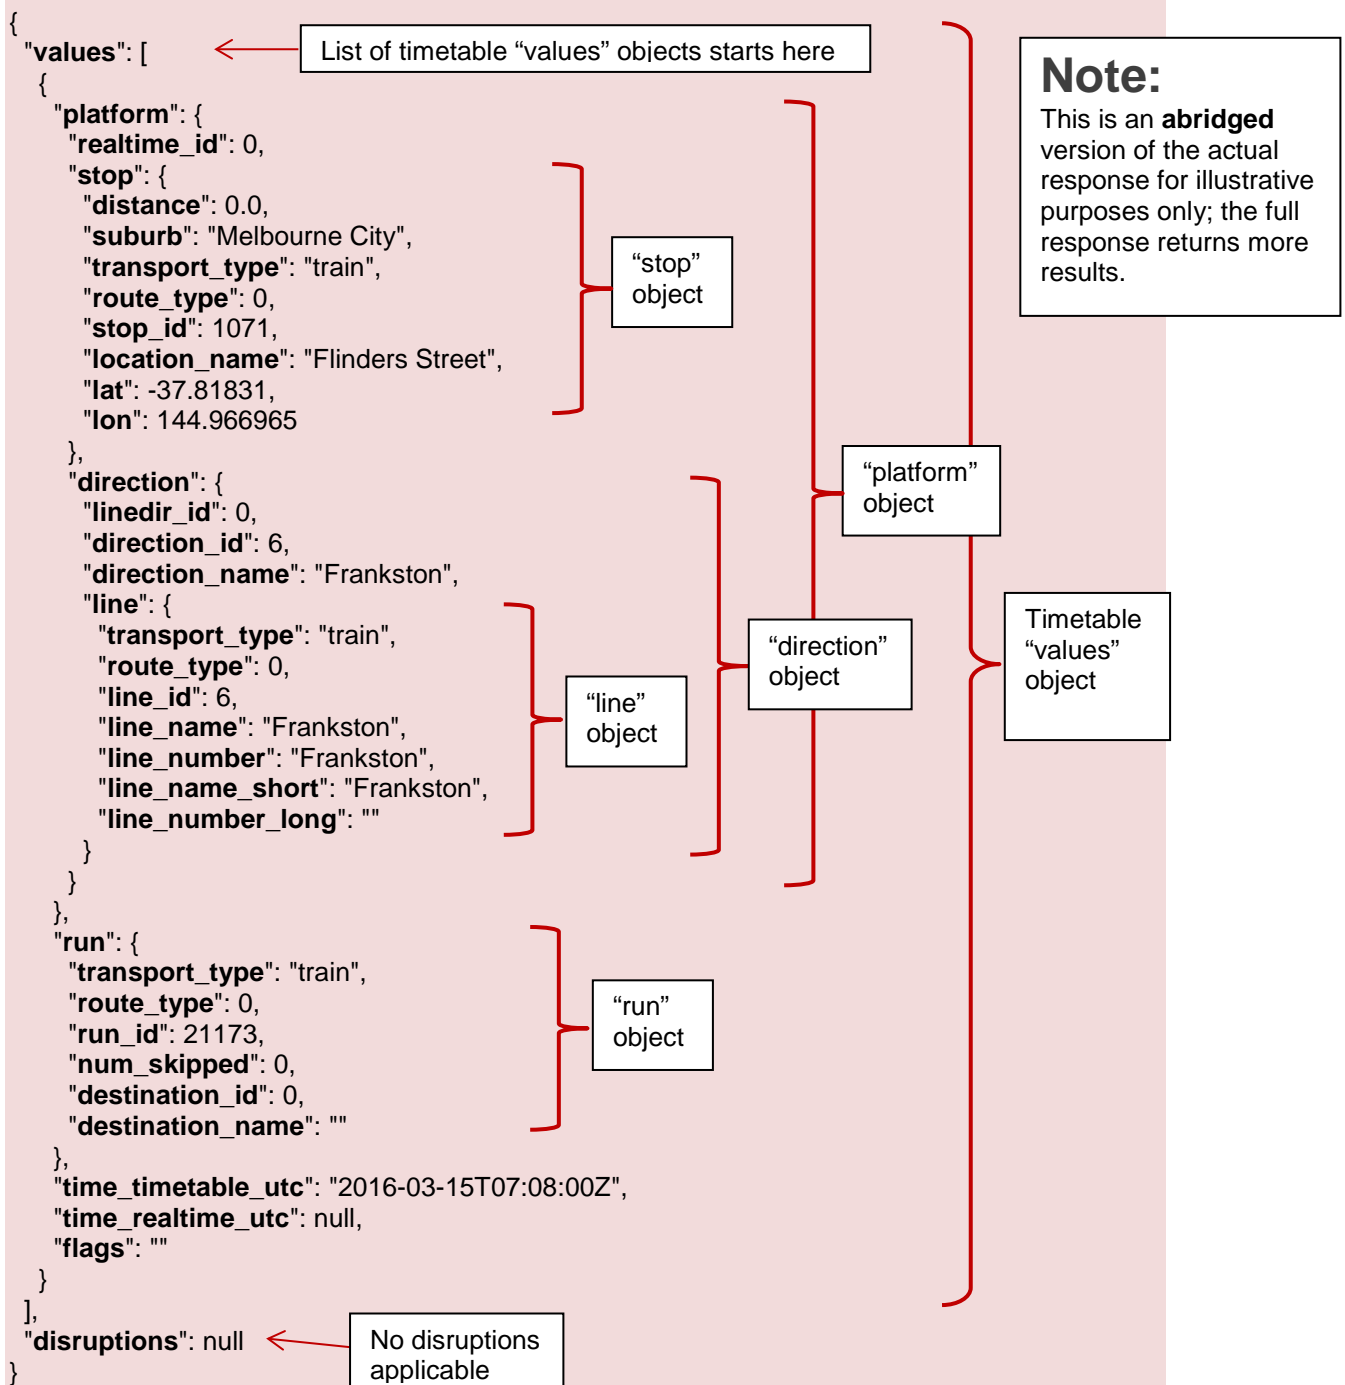 {
"values": [
List of timetable “values” objects starts here
{
"platform": {
"realtime_id": 0,
"stop": {
"distance": 0.0,
"suburb": "Melbourne City",
"transport_type": "train",
"route_type": 0,
"stop_id": 1071,
"location_name": "Flinders Street",
"lat": -37.81831,
"lon": 144.966965
},
"direction": {
"linedir_id": 0,
"direction_id": 6,
"direction_name": "Frankston",
"line": {
"transport_type": "train",
"route_type": 0,
"line_id": 6,
"line_name": "Frankston",
"line_number": "Frankston",
"line_name_short": "Frankston",
"line_number_long": ""
}
}
},
"run": {
"transport_type": "train",
"route_type": 0,
"run_id": 21173,
"num_skipped": 0,
"destination_id": 0,
"destination_name": ""
},
"time_timetable_utc": "2016-03-15T07:08:00Z",
"time_realtime_utc": null,
"flags": ""
}
],
"disruptions": null
}
“stop”
object
“line”
object
“direction”
object
“platform”
object
“run”
object
Timetable
“values”
object
No disruptions
applicable
Note:
This is an abridged
version of the actual
response for illustrative
purposes only; the full
response returns more
results.